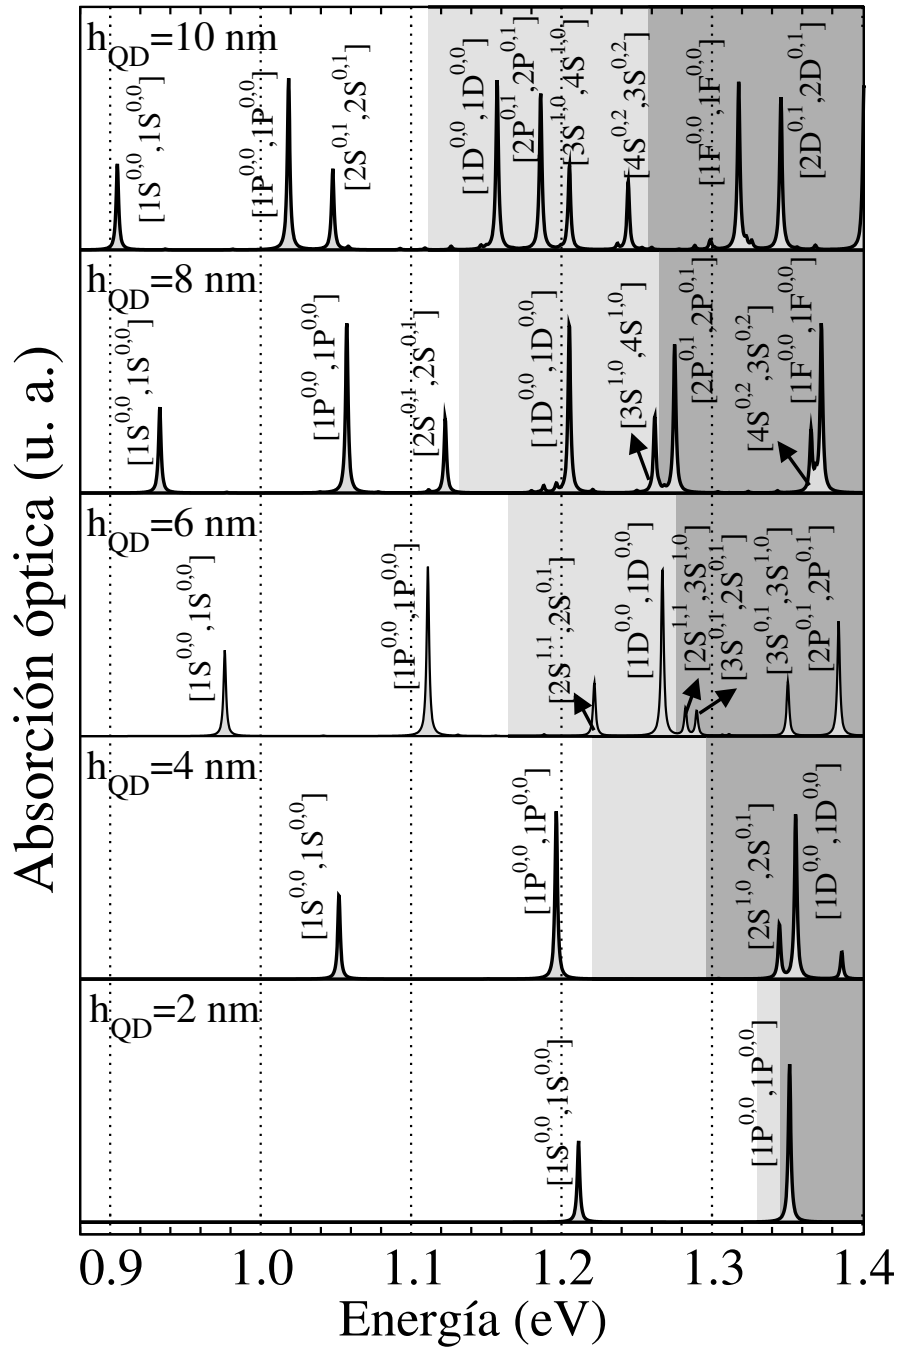 Absorción óptica (u. a.)
h_QD=10 nm
[1S^0,0,1S^0,0]
[1P^0,0,1P^0,0]
[2S^0,1,2S^0,1]
[1D^0,0,1D^0,0]
[2P^0,1,2P^0,1]
[3S^1,0,4S^1,0]
[4S^0,2,3S^0,2]
[1F^0,0,1F^0,0]
[2D^0,1,2D^0,1]
h_QD=8 nm
[1S^0,0,1S^0,0]
[1P^0,0,1P^0,0]
[2S^0,1,2S^0,1]
[1D^0,0,1D^0,0]
[3S^1,0,4S^1,0]
[2P^0,1,2P^0,1]
[4S^0,2,3S^0,2]
[1F^0,0,1F^0,0]
h_QD=6 nm
[1S^0,0,1S^0,0]
[1P^0,0,1P^0,0]
[2S^1,1,2S^0,1]
[1D^0,0,1D^0,0]
[2S^1,1,3S^1,0]
[3S^0,1,2S^0,1]
[3S^0,1,3S^1,0]
[2P^0,1,2P^0,1]
h_QD=4 nm
[1S^0,0,1S^0,0]
[1P^0,0,1P^0,0]
[2S^1,0,2S^0,1]
[1D^0,0,1D^0,0]
h_QD=2 nm
[1S^0,0,1S^0,0]
[1P^0,0,1P^0,0]
0.9 1.0 1.1 1.2 1.3 1.4
Energía (eV)